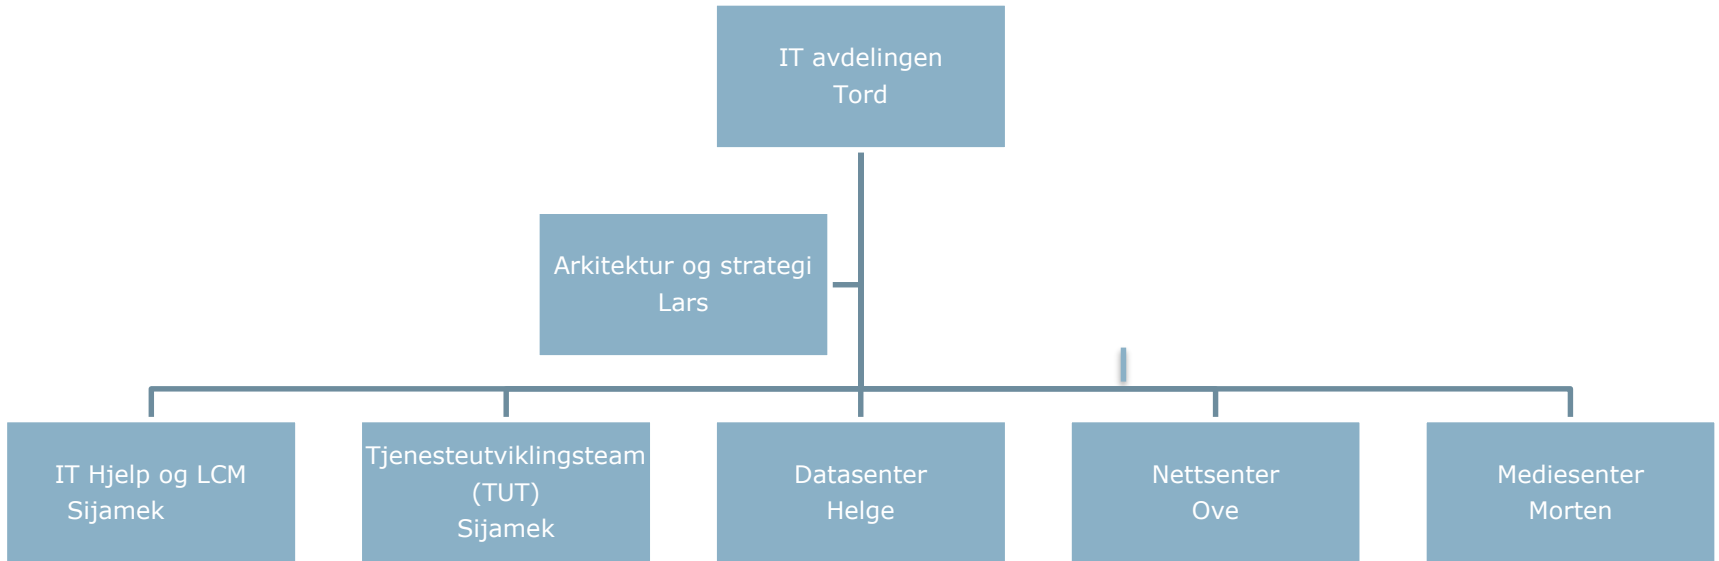 IT avdelingen
Tord
Arkitektur og strategi
Lars
IT Hjelp og LCM
Sijamek
Tjenesteutviklingsteam
(TUT)
Sijamek
Datasenter
Helge
Nettsenter
Ove
Mediesenter
Morten